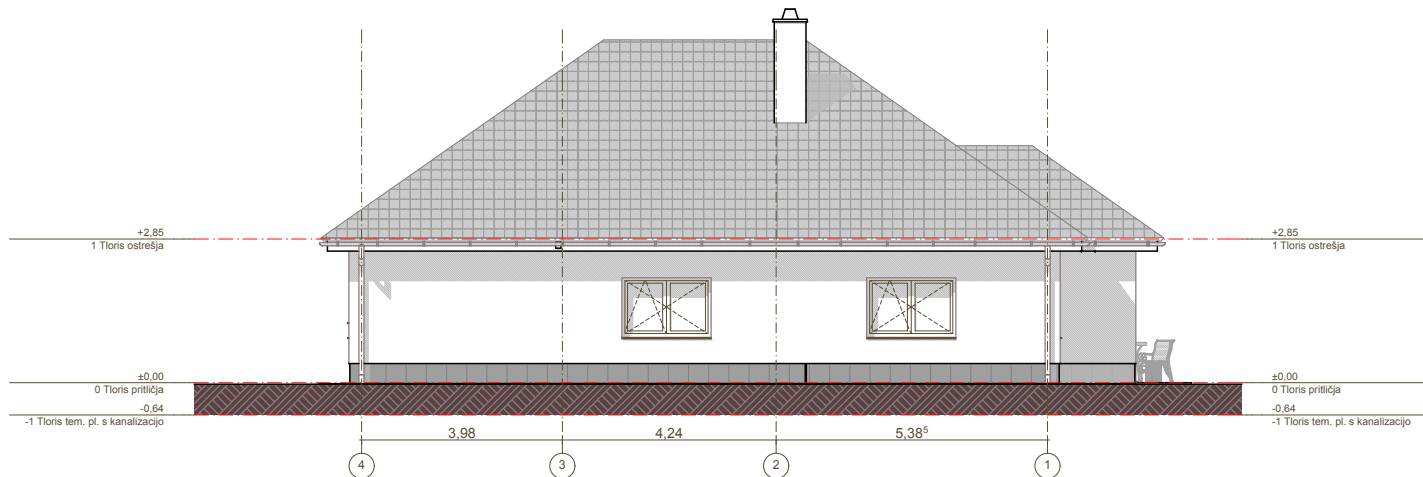 +2,85
1 Tloris ostrešja
+2,85
1 Tloris ostrešja
±0,00
0 Tloris pritličja
-0,64
-1 Tloris tem. pl. s kanalizacijo
±0,00
0 Tloris pritličja
-0,64
-1 Tloris tem. pl. s kanalizacijo
3,98 4,24 5,38⁵
4 3 2 1